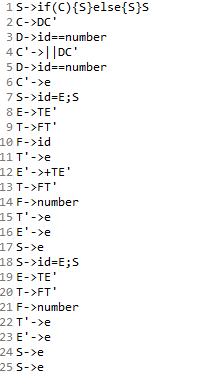 1 S->if(C){S}else{S}S
2 C->DC'
3 D->id==number
4 C'->||DC'
5 D->id==number
6 C'->e
7 S->id=E;S
8 E->TE'
9 T->FT'
10 F->id
11 T'->e
12 E'->+TE'
13 T->FT'
14 F->number
15 T'->e
16 E'->e
17 S->e
18 S->id=E;S
19 E->TE'
20 T->FT'
21 F->number
22 T'->e
23 E'->e
24 S->e
25 S->e